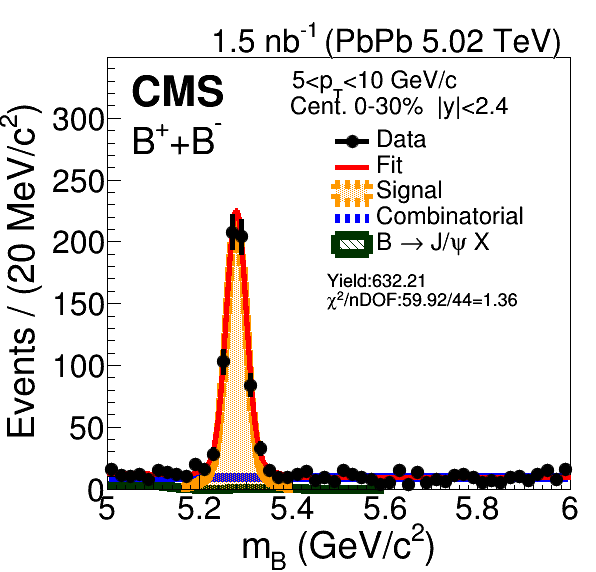 1.5 nb⁻¹ (PbPb 5.02 TeV)
CMS
B⁺+B⁻
5<p_T<10 GeV/c
Cent. 0-30% |y|<2.4
Data
Fit
Signal
Combinatorial
B → J/ψ X
Yield:632.21
χ²/nDOF:59.92/44=1.36
Events / (20 MeV/c²)
300
250
200
150
100
50
0
5
5.2
5.4
5.6
5.8
6
m_B (GeV/c²)